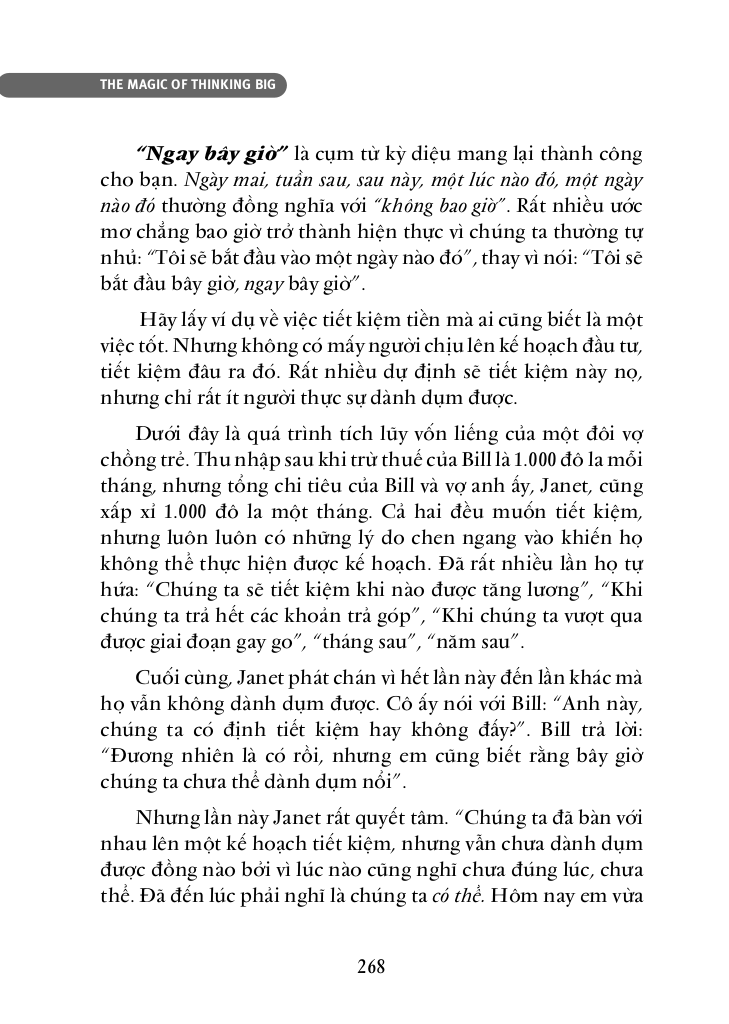 THE MAGIC OF THINKING BIG
“Ngay bây giờ” là cụm từ kỳ diệu mang lại thành công
cho bạn. Ngày mai, tuần sau, sau này, một lúc nào đó, một ngày
nào đó thường đồng nghĩa với “không bao giờ”. Rất nhiều ước
mơ chẳng bao giờ trở thành hiện thực vì chúng ta thường tự
nhủ: “Tôi sẽ bắt đầu vào một ngày nào đó”, thay vì nói: “Tôi sẽ
bắt đầu bây giờ, ngay bây giờ”.
Hãy lấy ví dụ về việc tiết kiệm tiền mà ai cũng biết là một
việc tốt. Nhưng không có mấy người chịu lên kế hoạch đầu tư,
tiết kiệm đâu ra đó. Rất nhiều dự định sẽ tiết kiệm này nọ,
nhưng chỉ rất ít người thực sự dành dụm được.
Dưới đây là quá trình tích lũy vốn liếng của một đôi vợ
chồng trẻ. Thu nhập sau khi trừ thuế của Bill là 1.000 đô la mỗi
tháng, nhưng tổng chi tiêu của Bill và vợ anh ấy, Janet, cũng
xấp xỉ 1.000 đô la một tháng. Cả hai đều muốn tiết kiệm,
nhưng luôn luôn có những lý do chen ngang vào khiến họ
không thể thực hiện được kế hoạch. Đã rất nhiều lần họ tự
hứa: “Chúng ta sẽ tiết kiệm khi nào được tăng lương”, “Khi
chúng ta trả hết các khoản trả góp”, “Khi chúng ta vượt qua
được giai đoạn gay go”, “tháng sau”, “năm sau”.
Cuối cùng, Janet phát chán vì hết lần này đến lần khác mà
họ vẫn không dành dụm được. Cô ấy nói với Bill: “Anh này,
chúng ta có định tiết kiệm hay không đấy?”. Bill trả lời:
“Đương nhiên là có rồi, nhưng em cũng biết rằng bây giờ
chúng ta chưa thể dành dụm nổi”.
Nhưng lần này Janet rất quyết tâm. “Chúng ta đã bàn với
nhau lên một kế hoạch tiết kiệm, nhưng vẫn chưa dành dụm
được đồng nào bởi vì lúc nào cũng nghĩ chưa đúng lúc, chưa
thể. Đã đến lúc phải nghĩ là chúng ta có thể. Hôm nay em vừa
268